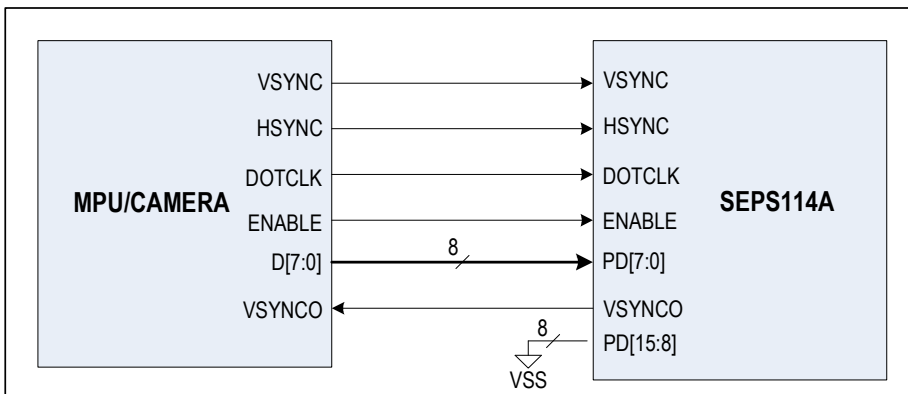 VSYNC
HSYNC
DOTCLK
MPU/CAMERA
ENABLE
D[7:0]
VSYNCO
8
8
VSS
VSYNC
HSYNC
DOTCLK
SEPS114A
ENABLE
PD[7:0]
VSYNCO
PD[15:8]